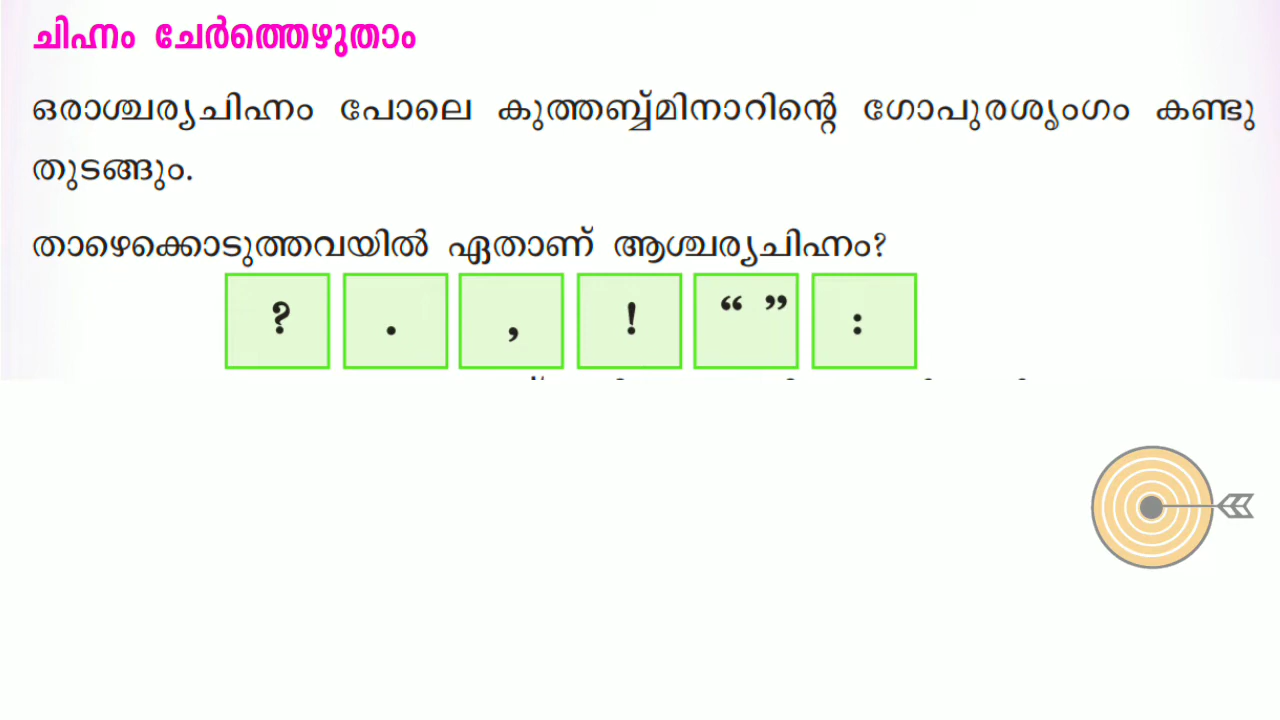 ചിഹ്നം ചേർത്തെഴുതാം
ഒരാശ്ചര്യചിഹ്നം പോലെ കുത്തബ്ബ്മിനാറിന്റെ ഗോപുരശൃംഗം കണ്ടു
തുടങ്ങും.
താഴെക്കൊടുത്തവയിൽ ഏതാണ് ആശ്ചര്യചിഹ്നം?
? . , ! “ ” :